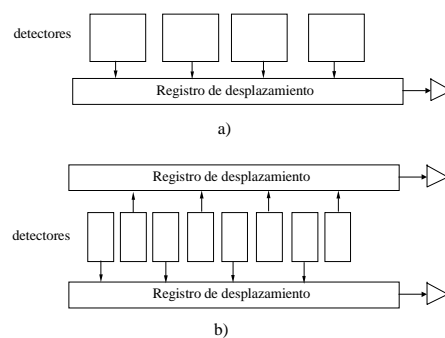 detectores
Registro de desplazamiento
a)
Registro de desplazamiento
detectores
Registro de desplazamiento
b)